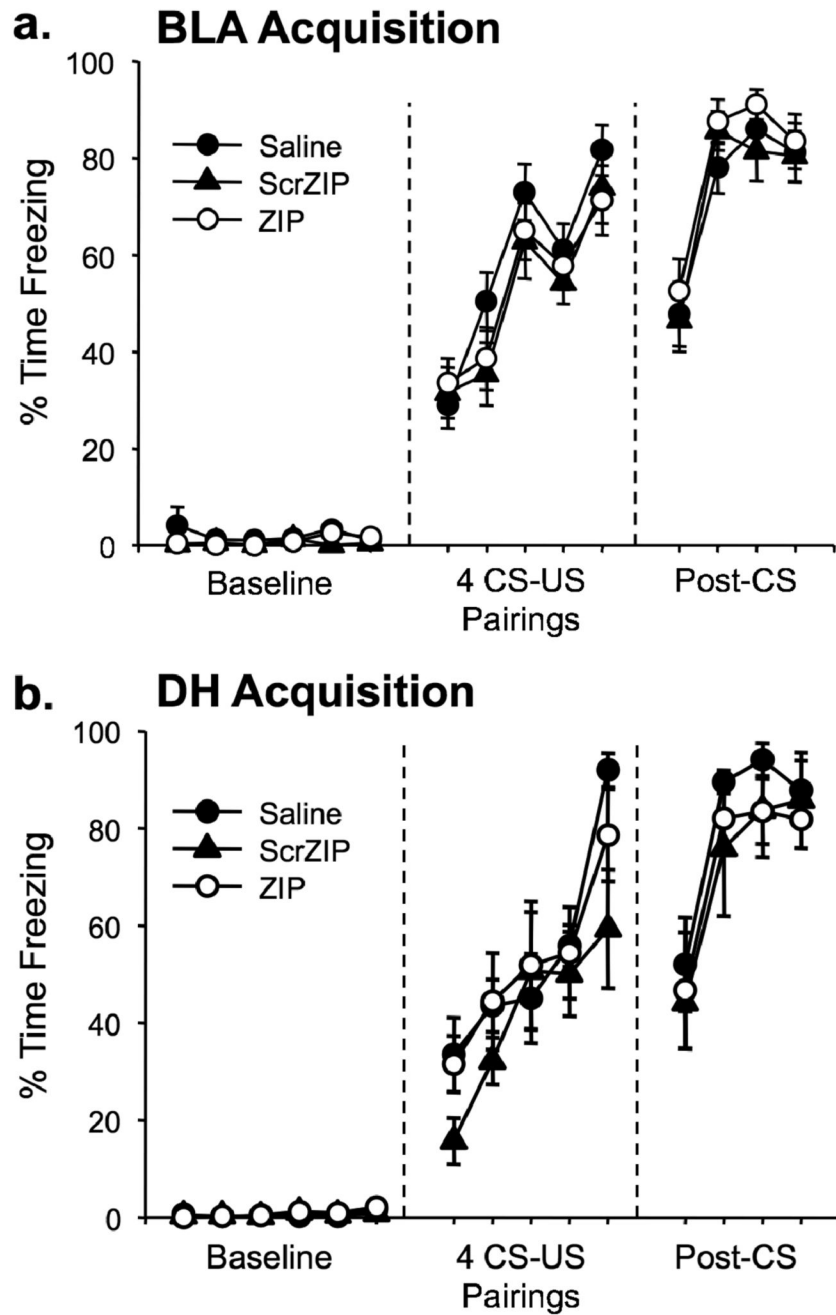 a. BLA Acquisition
100
80
60
40
20
0
% Time Freezing
Saline
ScrZIP
ZIP
Baseline
4 CS-US
Pairings
Post-CS
b. DH Acquisition
100
80
60
40
20
0
% Time Freezing
Saline
ScrZIP
ZIP
Baseline
4 CS-US
Pairings
Post-CS